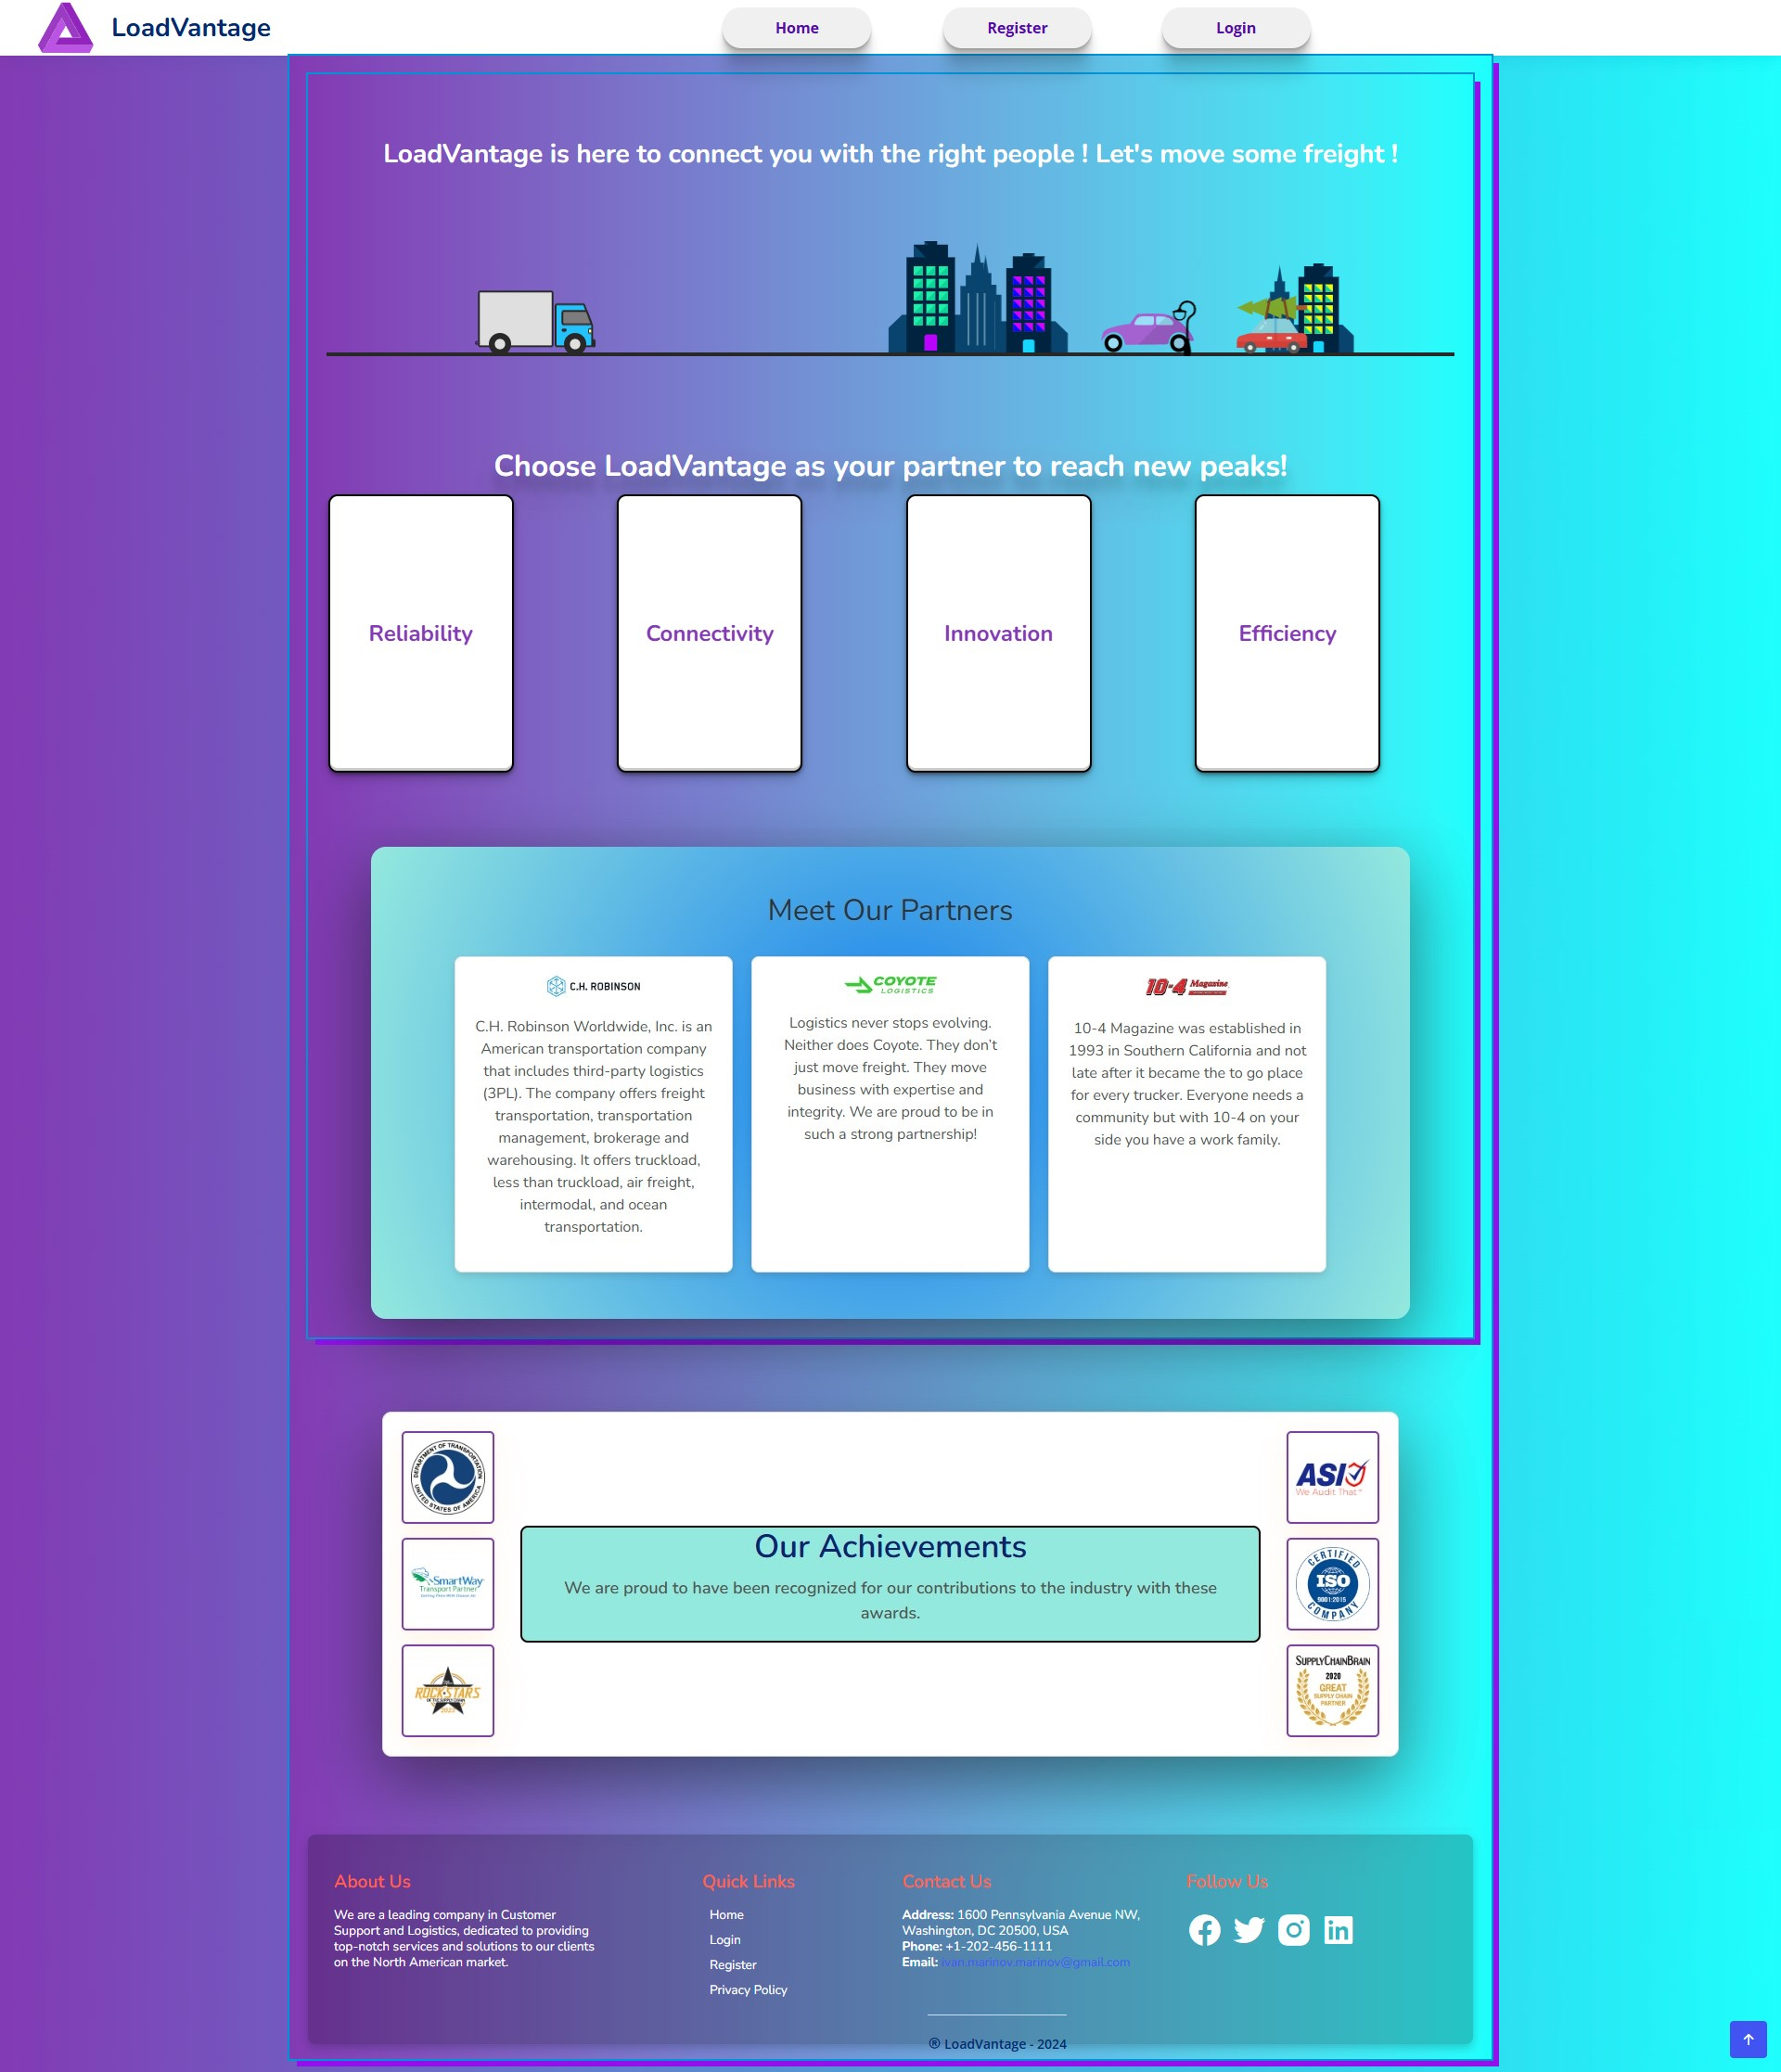 LoadVantage
Home
Register
Login
LoadVantage is here to connect you with the right people ! Let's move some freight !
Choose LoadVantage as your partner to reach new peaks!
Reliability
Connectivity
Innovation
Efficiency
Meet Our Partners
C.H. ROBINSON
C.H. Robinson Worldwide, Inc. is an
American transportation company
that includes third-party logistics
(3PL). The company offers freight
transportation, transportation
management, brokerage and
warehousing. It offers truckload,
less than truckload, air freight,
intermodal, and ocean
transportation.
COYOTE
LOGISTICS
Logistics never stops evolving.
Neither does Coyote. They don't
just move freight. They move
business with expertise and
integrity. We are proud to be in
such a strong partnership!
10-4 Magazine
10-4 Magazine was established in
1993 in Southern California and not
late after it became the to go place
for every trucker. Everyone needs a
community but with 10-4 on your
side you have a work family.
DEPARTMENT OF TRANSPORTATION
UNITED STATES OF AMERICA
SmartWay
Transport Partner
ROCKSTARS
OF THE SUPPLY CHAIN
Our Achievements
We are proud to have been recognized for our contributions to the industry with these
awards.
ASI
We Audit That
CERTIFIED
ISO
9001:2015
COMPANY
SUPPLYCHAINBRAIN
2020
GREAT
SUPPLY CHAIN
PARTNER
About Us
We are a leading company in Customer
Support and Logistics, dedicated to providing
top-notch services and solutions to our clients
on the North American market.
Quick Links
Home
Login
Register
Privacy Policy
Contact Us
Address: 1600 Pennsylvania Avenue NW,
Washington, DC 20500, USA
Phone: +1-202-456-1111
Email: ivan.marinov.marinov@gmail.com
Follow Us
® LoadVantage - 2024